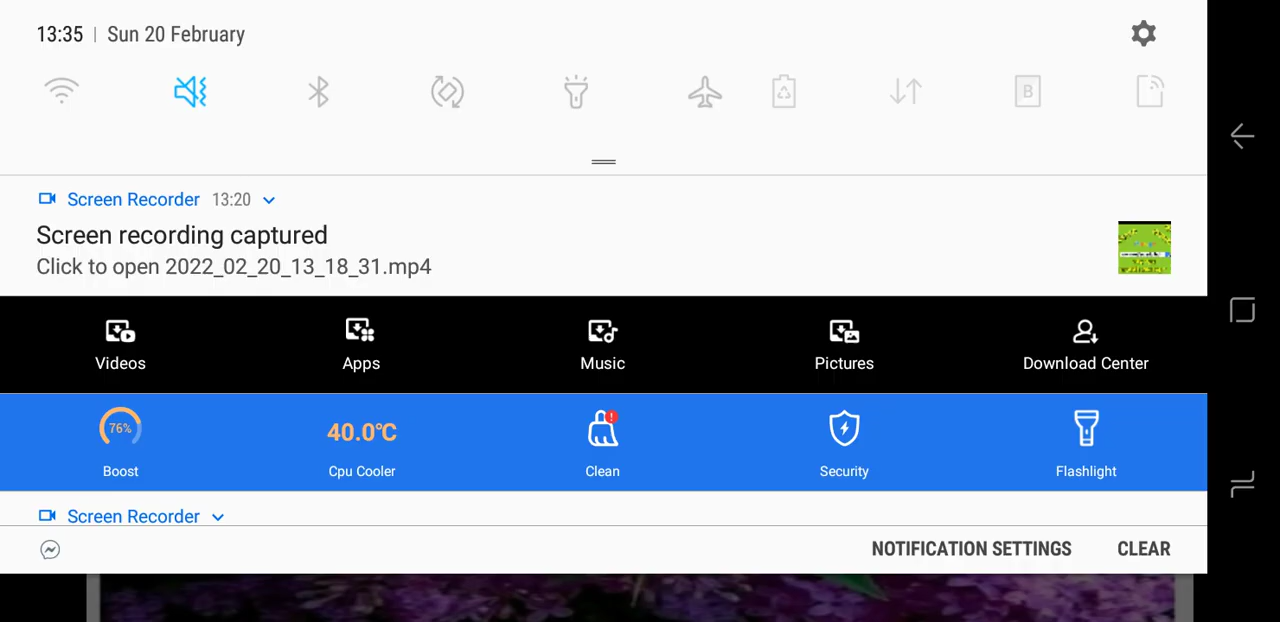 13:35 | Sun 20 February
B
Screen Recorder 13:20
Screen recording captured
Click to open 2022_02_20_13_18_31.mp4
Videos Apps Music Pictures Download Center
76% 40.0°C !
Boost Cpu Cooler Clean Security Flashlight
Screen Recorder
NOTIFICATION SETTINGS CLEAR